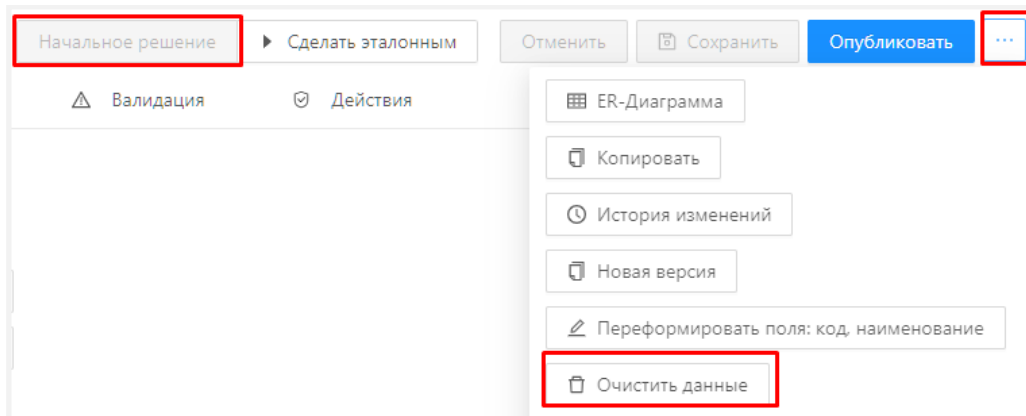 Начальное решение Сделать эталонным Отменить Сохранить Опубликовать ...
Валидация Действия
ER-Диаграмма
Копировать
История изменений
Новая версия
Переформировать поля: код, наименование
Очистить данные